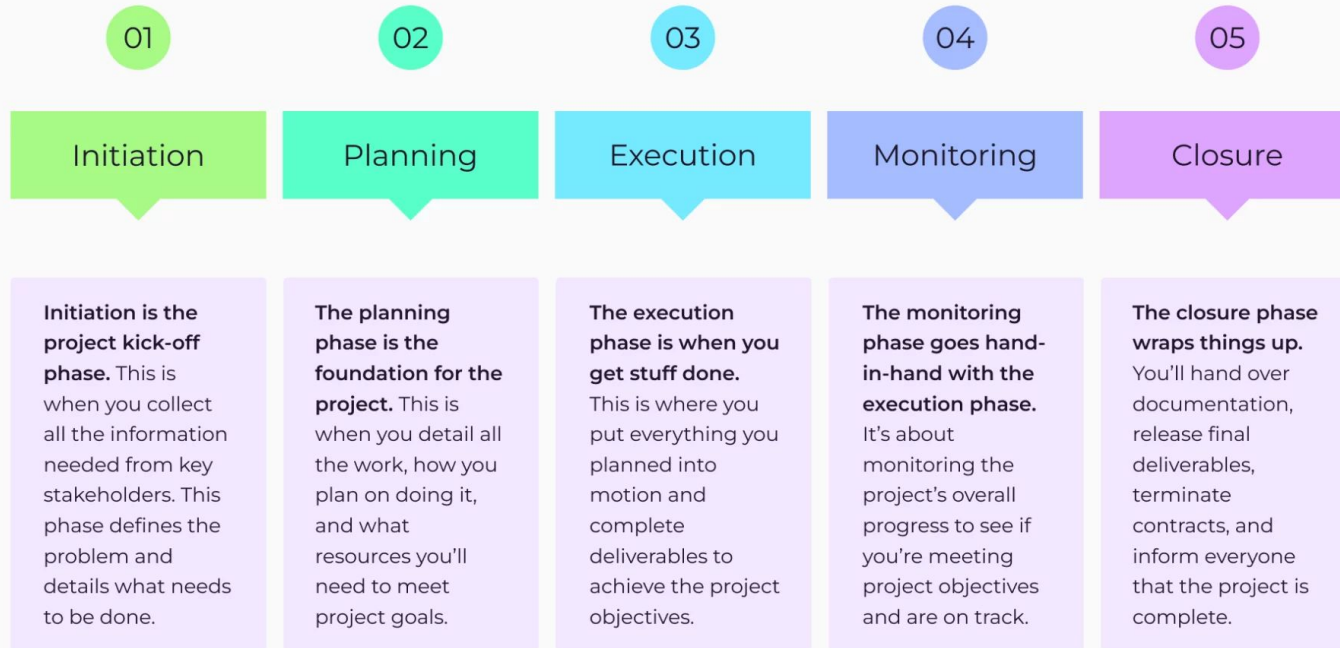 01
Initiation
Initiation is the
project kick-off
phase. This is
when you collect
all the information
needed from key
stakeholders. This
phase defines the
problem and
details what needs
to be done.
02
Planning
The planning
phase is the
foundation for the
project. This is
when you detail all
the work, how you
plan on doing it,
and what
resources you’ll
need to meet
project goals.
03
Execution
The execution
phase is when you
get stuff done.
This is where you
put everything you
planned into
motion and
complete
deliverables to
achieve the project
objectives.
04
Monitoring
The monitoring
phase goes hand-
in-hand with the
execution phase.
It’s about
monitoring the
project’s overall
progress to see if
you’re meeting
project objectives
and are on track.
05
Closure
The closure phase
wraps things up.
You’ll hand over
documentation,
release final
deliverables,
terminate
contracts, and
inform everyone
that the project is
complete.